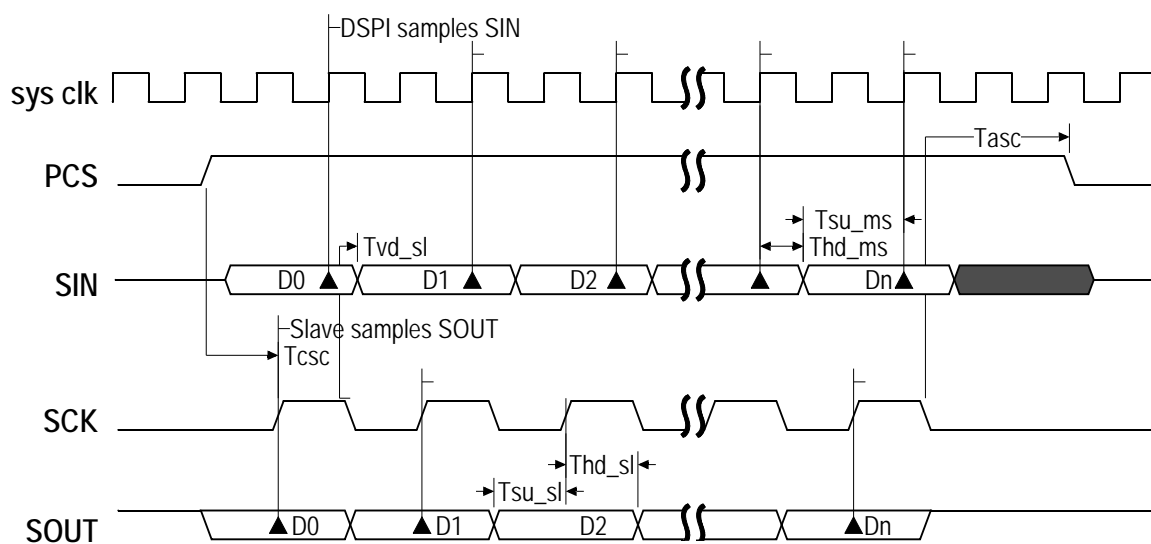 DSPI samples SIN
sys clk
Tasc
PCS
Tsu_ms
Tvd_sl
Thd_ms
SIN
D0
D1
D2
Dn
Slave samples SOUT
Tcsc
SCK
Thd_sl
Tsu_sl
SOUT
D0
D1
D2
Dn